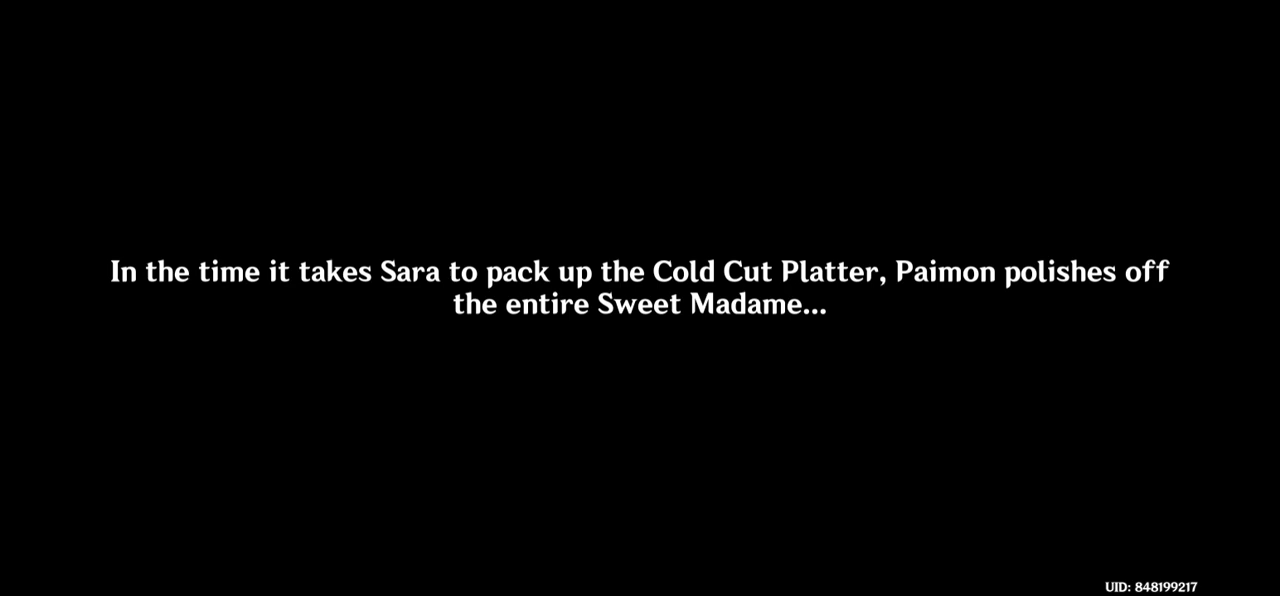 In the time it takes Sara to pack up the Cold Cut Platter, Paimon polishes off
the entire Sweet Madame...
UID: 848199217